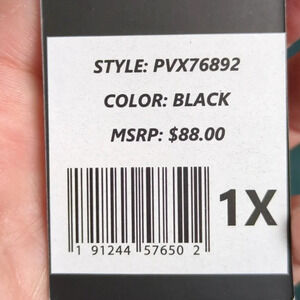 STYLE: PVX76892
COLOR: BLACK
MSRP: $88.00
1X
1 91244 57650 2